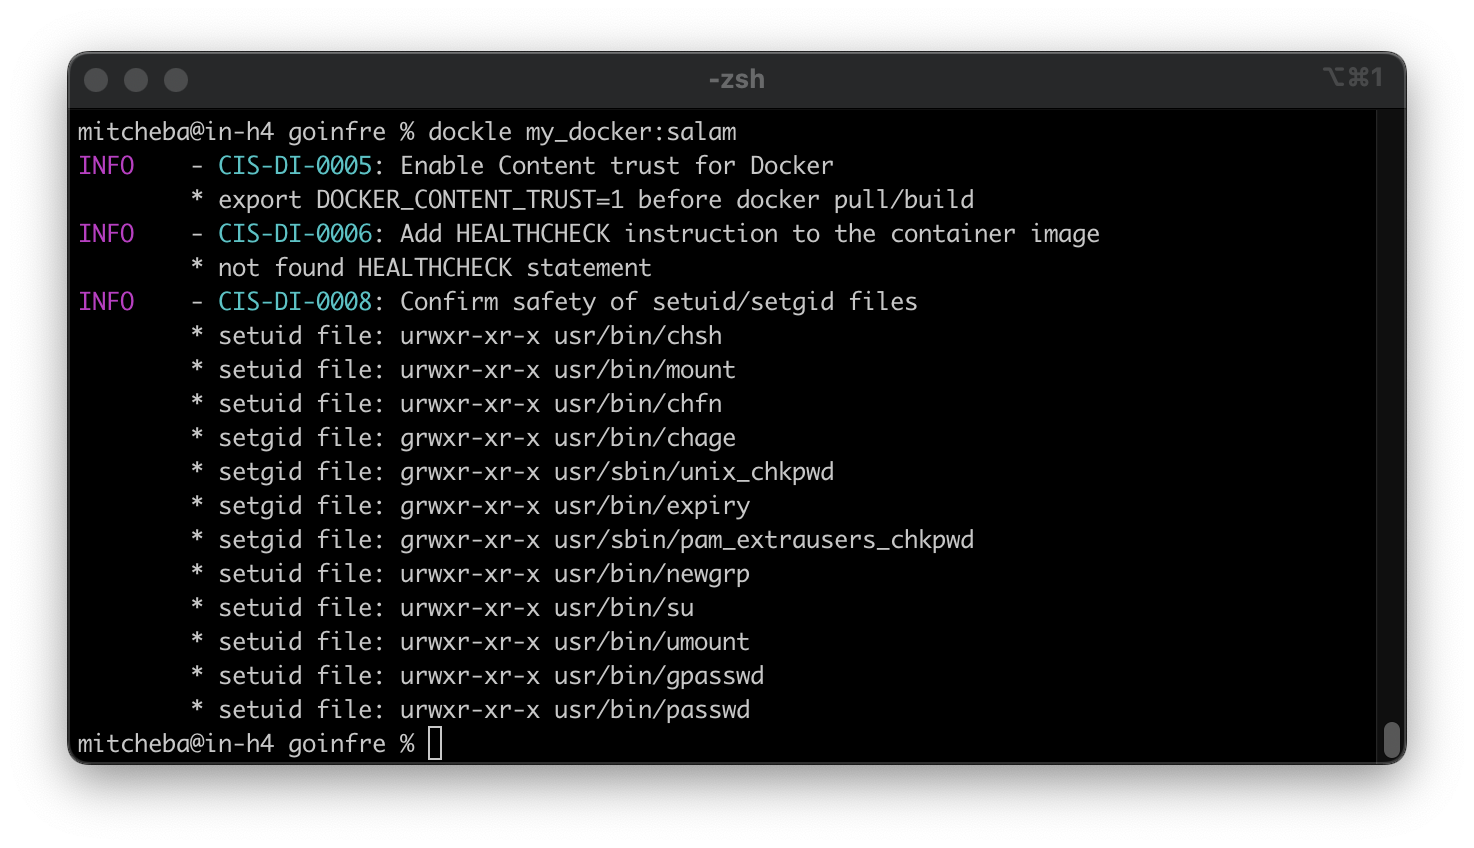 -zsh
⌥⌘1
mitcheba@in-h4 goinfre % dockle my_docker:salam
INFO    - CIS-DI-0005: Enable Content trust for Docker
        * export DOCKER_CONTENT_TRUST=1 before docker pull/build
INFO    - CIS-DI-0006: Add HEALTHCHECK instruction to the container image
        * not found HEALTHCHECK statement
INFO    - CIS-DI-0008: Confirm safety of setuid/setgid files
        * setuid file: urwxr-xr-x usr/bin/chsh
        * setuid file: urwxr-xr-x usr/bin/mount
        * setuid file: urwxr-xr-x usr/bin/chfn
        * setgid file: grwxr-xr-x usr/bin/chage
        * setgid file: grwxr-xr-x usr/sbin/unix_chkpwd
        * setgid file: grwxr-xr-x usr/bin/expiry
        * setgid file: grwxr-xr-x usr/sbin/pam_extrausers_chkpwd
        * setuid file: urwxr-xr-x usr/bin/newgrp
        * setuid file: urwxr-xr-x usr/bin/su
        * setuid file: urwxr-xr-x usr/bin/umount
        * setuid file: urwxr-xr-x usr/bin/gpasswd
        * setuid file: urwxr-xr-x usr/bin/passwd
mitcheba@in-h4 goinfre %